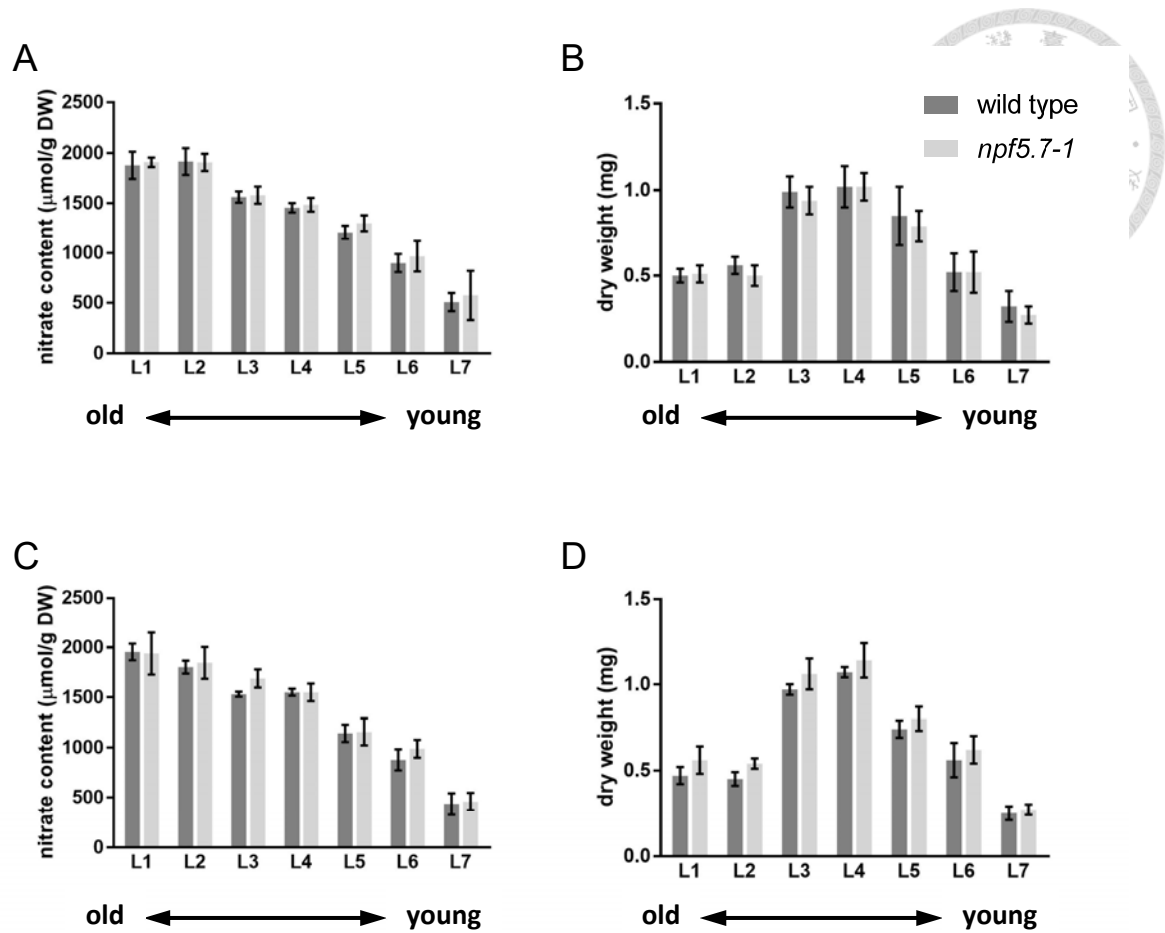 A
nitrate content (μmol/g DW)
2500
2000
1500
1000
500
0
L1 L2 L3 L4 L5 L6 L7
old young
B
dry weight (mg)
1.5
1.0
0.5
0.0
L1 L2 L3 L4 L5 L6 L7
old young
wild type
npf5.7-1
C
nitrate content (μmol/g DW)
2500
2000
1500
1000
500
0
L1 L2 L3 L4 L5 L6 L7
old young
D
dry weight (mg)
1.5
1.0
0.5
0.0
L1 L2 L3 L4 L5 L6 L7
old young